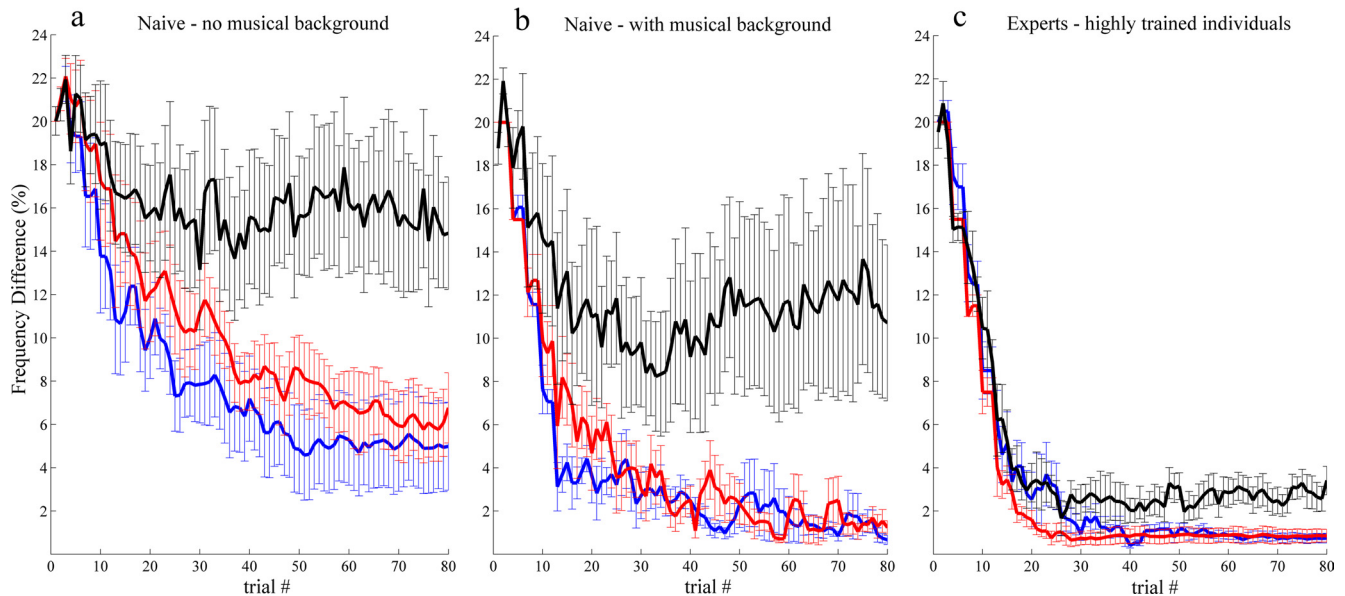 a
Naive - no musical background
b
Naive - with musical background
c
Experts - highly trained individuals
Frequency Difference (%)
24
22
20
18
16
14
12
10
8
6
4
2
0 10 20 30 40 50 60 70 80
trial #
24
22
20
18
16
14
12
10
8
6
4
2
0 10 20 30 40 50 60 70 80
trial #
24
22
20
18
16
14
12
10
8
6
4
2
0 10 20 30 40 50 60 70 80
trial #